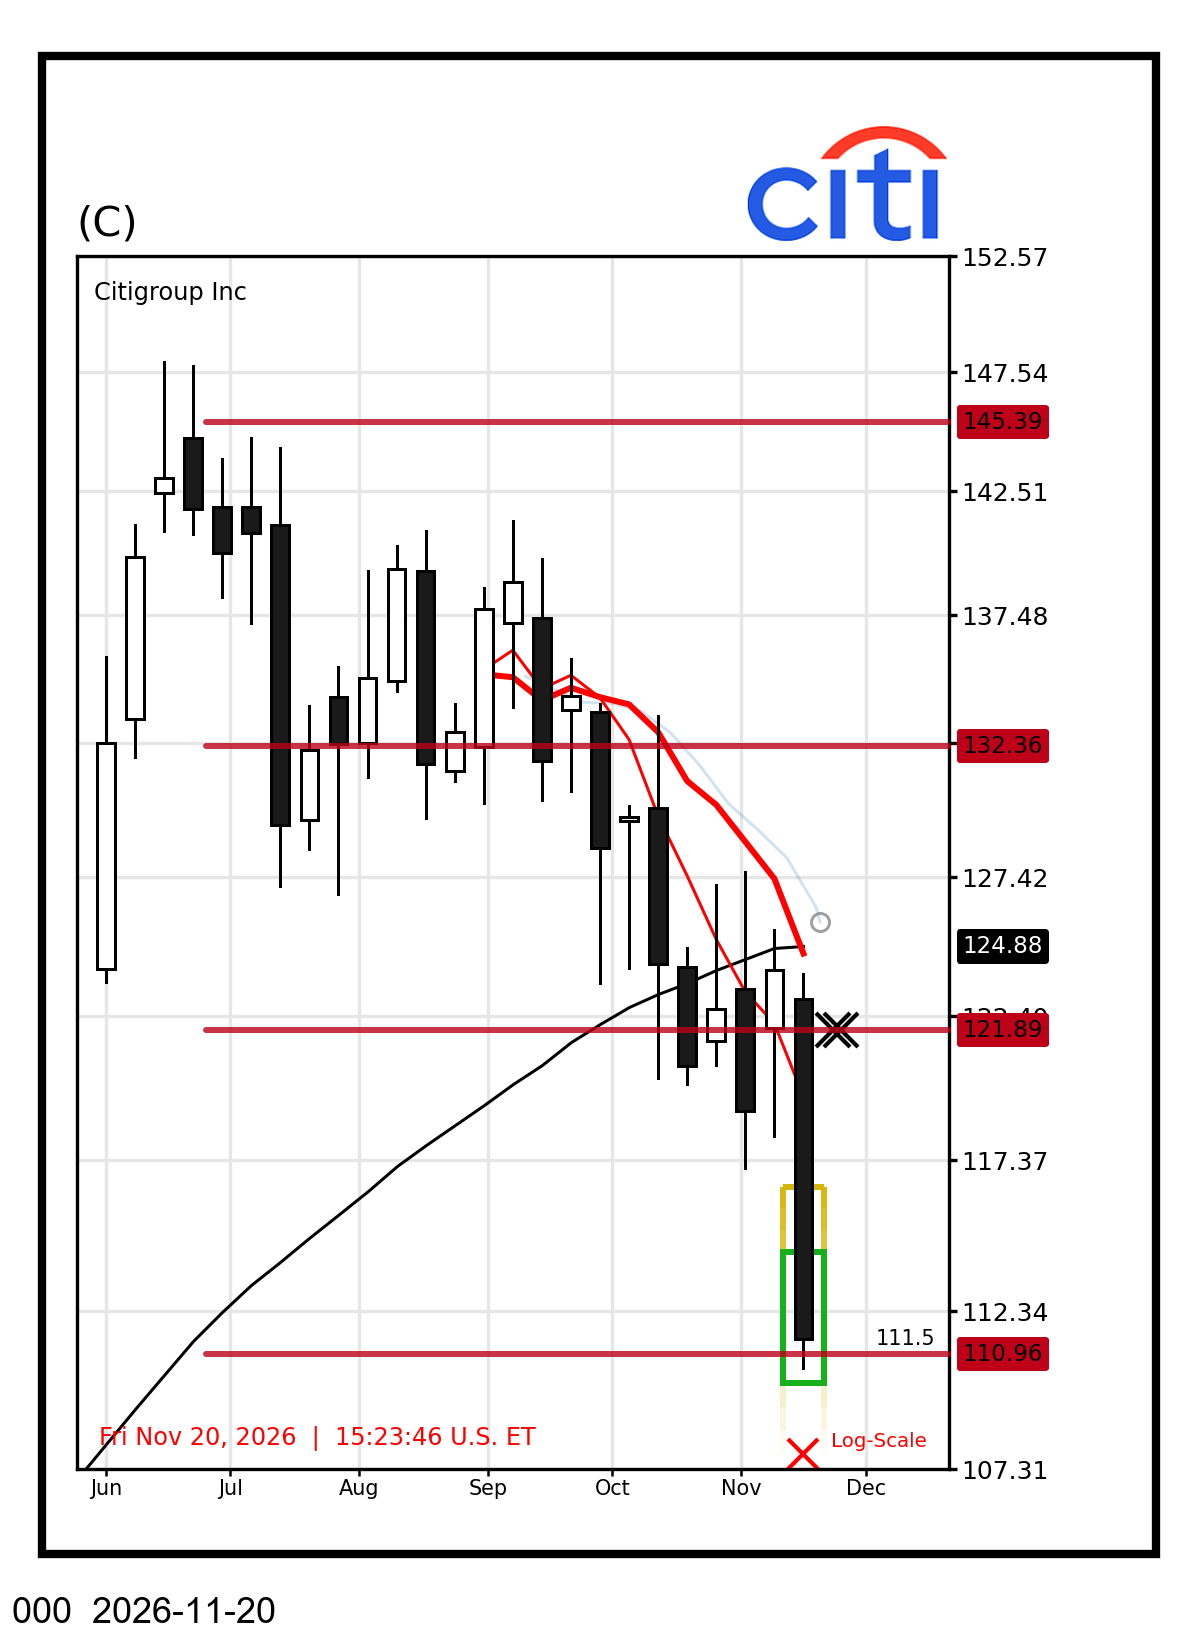 citi
(C)
Citigroup Inc
152.57
147.54
145.39
142.51
137.48
132.36
127.42
124.88
122.40
121.89
117.37
112.34
111.5
110.96
Fri Nov 20, 2026 | 15:23:46 U.S. ET
Log-Scale
107.31
Jun Jul Aug Sep Oct Nov Dec
000 2026-11-20